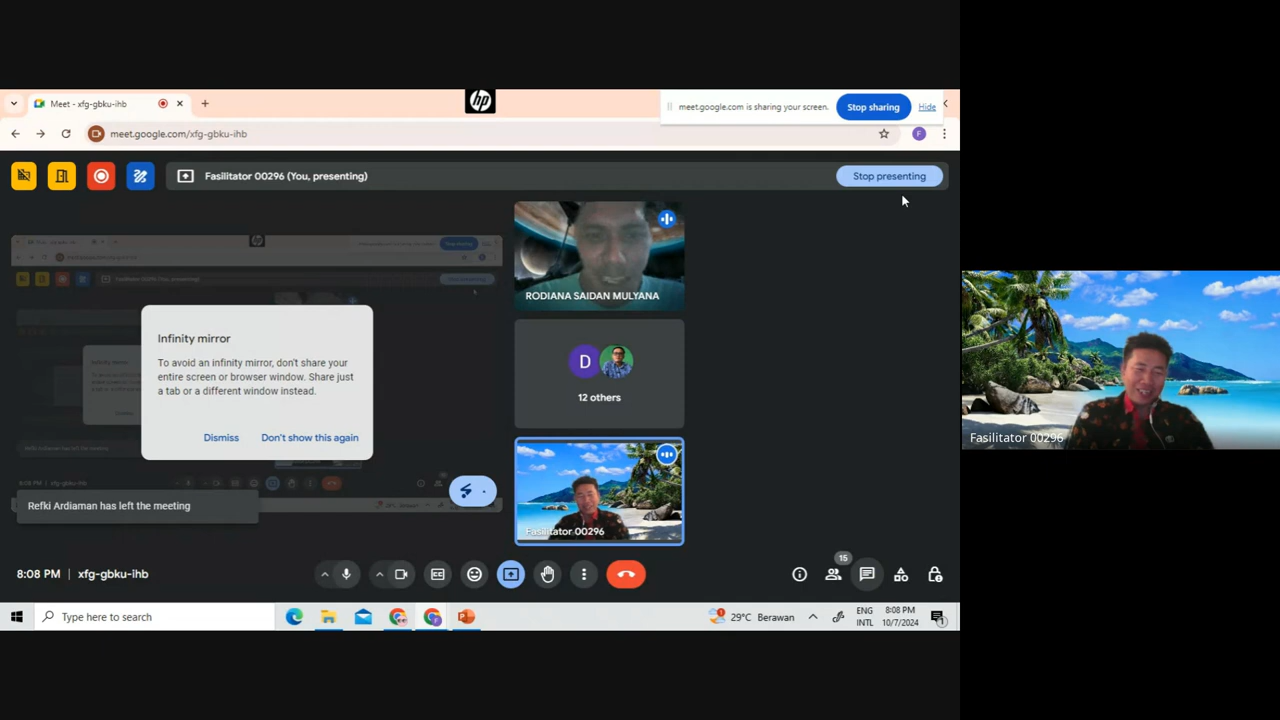 Meet - xfg-gbku-ihb
hp
meet.google.com is sharing your screen.
Stop sharing
Hide
meet.google.com/xfg-gbku-ihb
F
Fasilitator 00296 (You, presenting)
Stop presenting
RODIANA SAIDAN MULYANA
Infinity mirror
To avoid an infinity mirror, don't share your
entire screen or browser window. Share just
a tab or a different window instead.
Dismiss
Don't show this again
D
12 others
Fasilitator 00296
Fasilitator 00296
Refki Ardiaman has left the meeting
8:08 PM | xfg-gbku-ihb
15
Type here to search
29°C Berawan
ENG
INTL
8:08 PM
10/7/2024
1